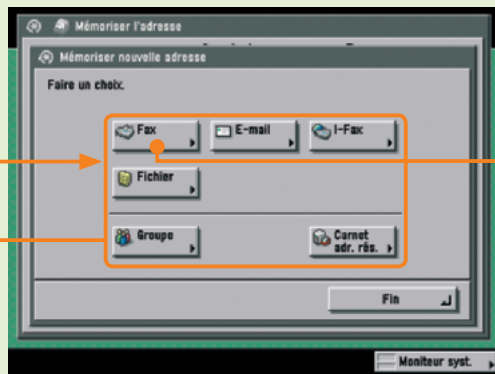 Mémoriser l'adresse
Mémoriser nouvelle adresse
Faire un choix.
Fax E-mail I-Fax
Fichier
Groupe Carnet
adr. rés.
Fin
Moniteur syst.